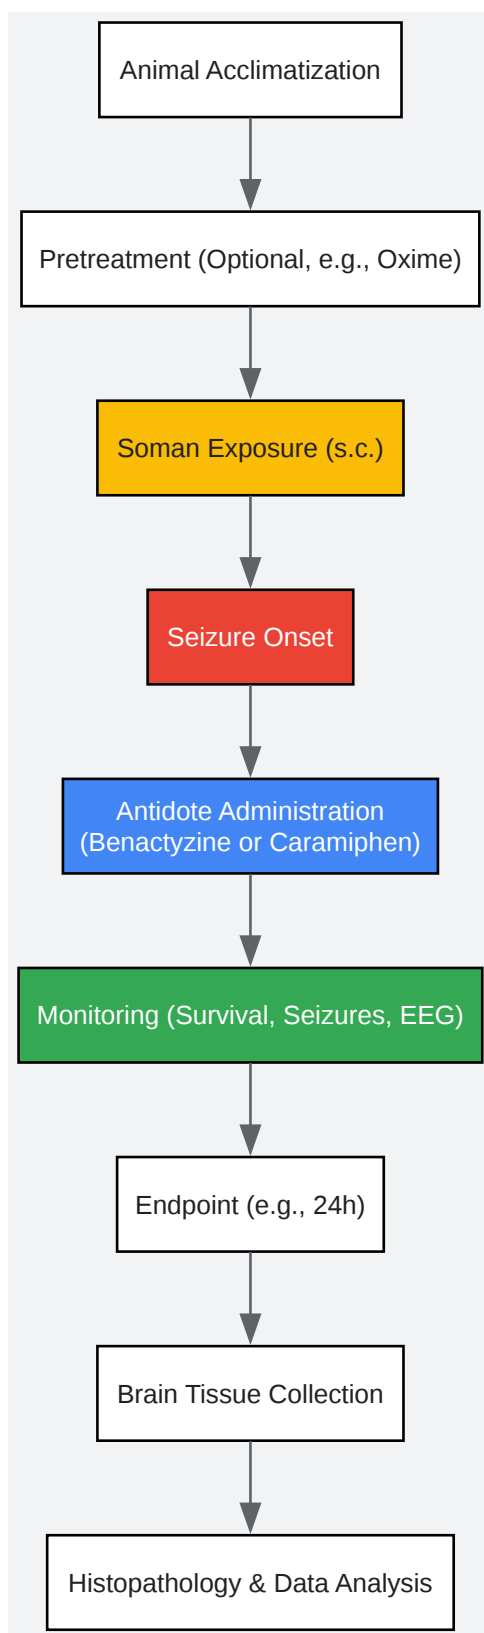 Animal Acclimatization
Pretreatment (Optional, e.g., Oxime)
Soman Exposure (s.c.)
Seizure Onset
Antidote Administration
(Benactyzine or Caramiphen)
Monitoring (Survival, Seizures, EEG)
Endpoint (e.g., 24h)
Brain Tissue Collection
Histopathology & Data Analysis